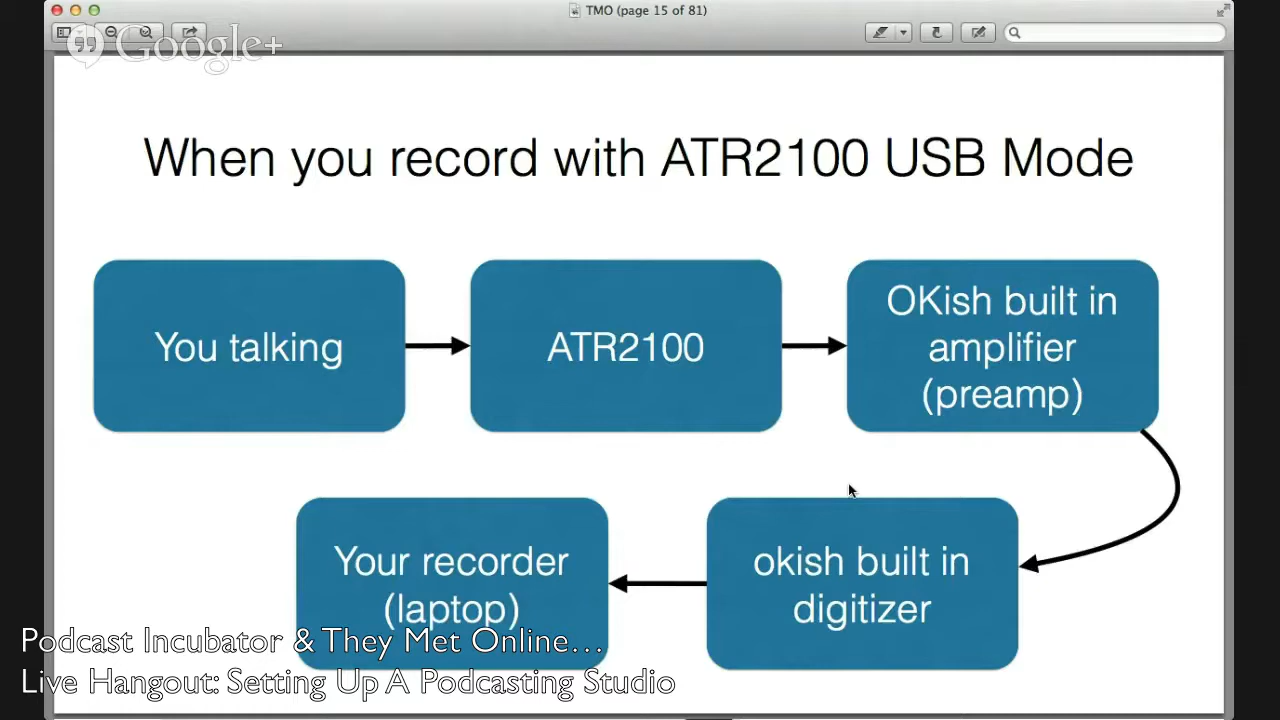 TMO (page 15 of 81)
Google+
When you record with ATR2100 USB Mode
You talking
ATR2100
OKish built in
amplifier
(preamp)
Your recorder
(laptop)
okish built in
digitizer
Podcast Incubator & They Met Online...
Live Hangout: Setting Up A Podcasting Studio